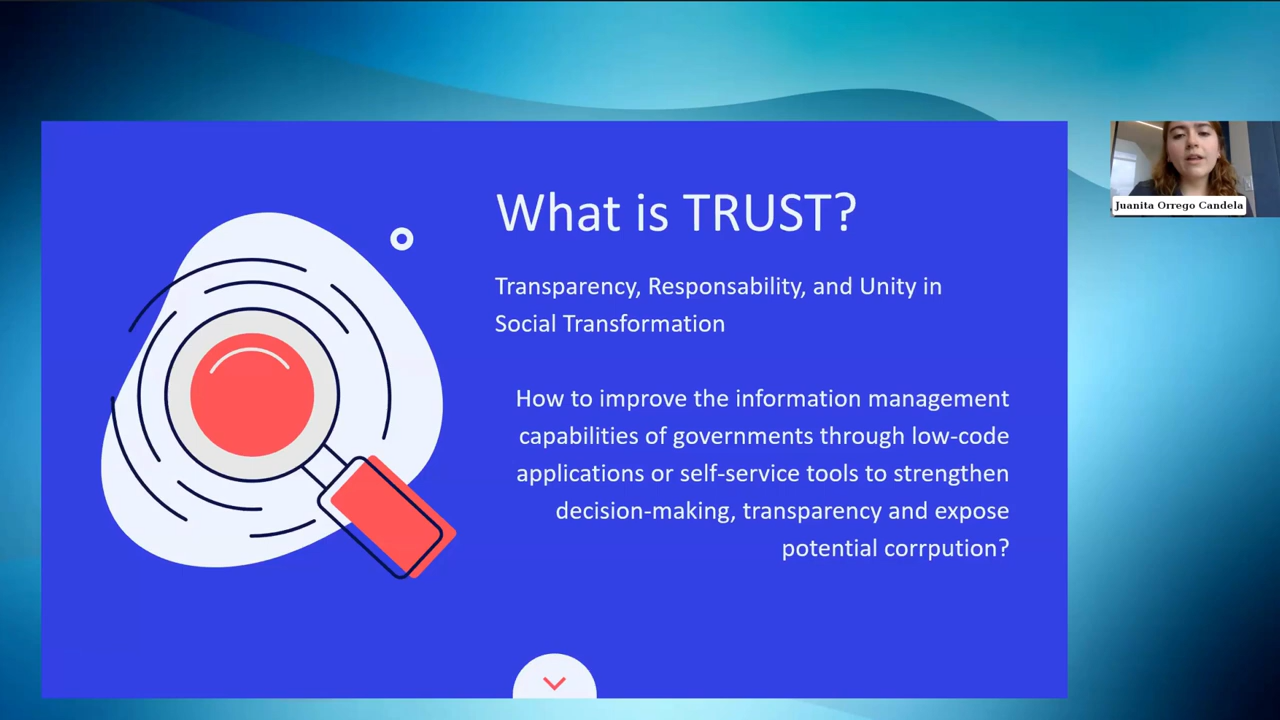 What is TRUST?
Transparency, Responsability, and Unity in
Social Transformation
How to improve the information management
capabilities of governments through low-code
applications or self-service tools to strengthen
decision-making, transparency and expose
potential corrpution?
Juanita Orrego Candela